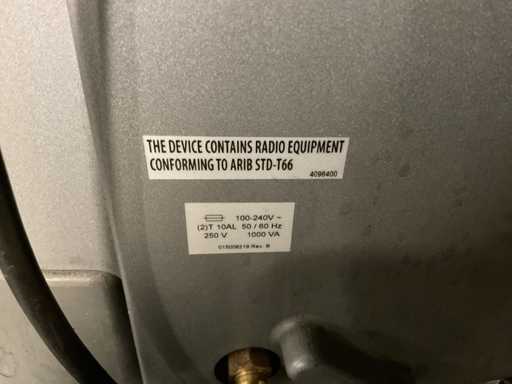 THE DEVICE CONTAINS RADIO EQUIPMENT
CONFORMING TO ARIB STD-T66
4096400
100-240V ~
(2)T 10AL 50 / 60 Hz
250 V 1000 VA
015008219 Rev. B